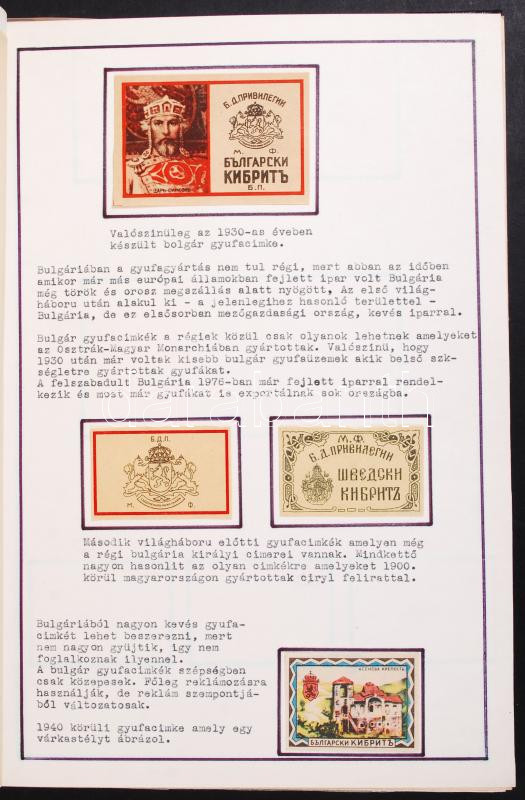 Б.Д.ПРИВИЛЕГИИ
М. Ф.
БЪЛГАРСКИ
КИБРИТЪ
Б.П.
Valószinüleg az 1930-as éveben
készült bolgár gyufacimke.
Bulgáriában a gyufagyártás nem tul régi, mert abban az időben
amikor már más európai államokban fejlett ipar volt Bulgária
még török és orosz megszállás alatt nyögött, Az első világ-
háboru után alakul ki - a jelenlegihez hasonló területtel -
Bulgária, de ez elsősorban mezőgazdasági ország, kevés iparral.
Bulgár gyufacimkék a régiek közül csak olyanok lehetnek amelyeket
az Osztrák-Magyar Monarchiában gyártottak. Valószinü, hogy
1930 után már voltak kisebb bulgár gyufaüzemek akik belső szk-
ségletre gyártottak gyufákat.
A felszabadult Bulgária 1976-ban már fejlett iparral rendel-
kezik és most már gyufákat is exportálnak sok országba.
darabanth
Б.Д.П.
М. Ф.
М.Ф.
Б.Д.ПРИВИЛЕГИИ
ШВЕДСКИ
КИБРИТЪ
Második világháboru előtti gyufacimkék amelyen még
a régi bulgária királyi cimerei vannak. Mindkettő
nagyon hasonlit az olyan cimkékre amelyeket 1900.
körül magyarországon gyártottak ciryl felirattal.
Bulgáriából nagyon kevés gyufa-
cimkét lehet beszerezni, mert
nem nagyon gyüjtik, igy nem
foglalkoznak ilyennel.
A bulgár gyufacimkék szépségben
csak közepesek. Főleg reklámozásra
használják, de reklám szempontjá-
ból változatosak.
1940 körüli gyufacimke amely egy
várkastélyt ábrázol.
АСЕНОВА КРЕПОСТЬ
БЪЛГАРСКИ КИБРИТЪ